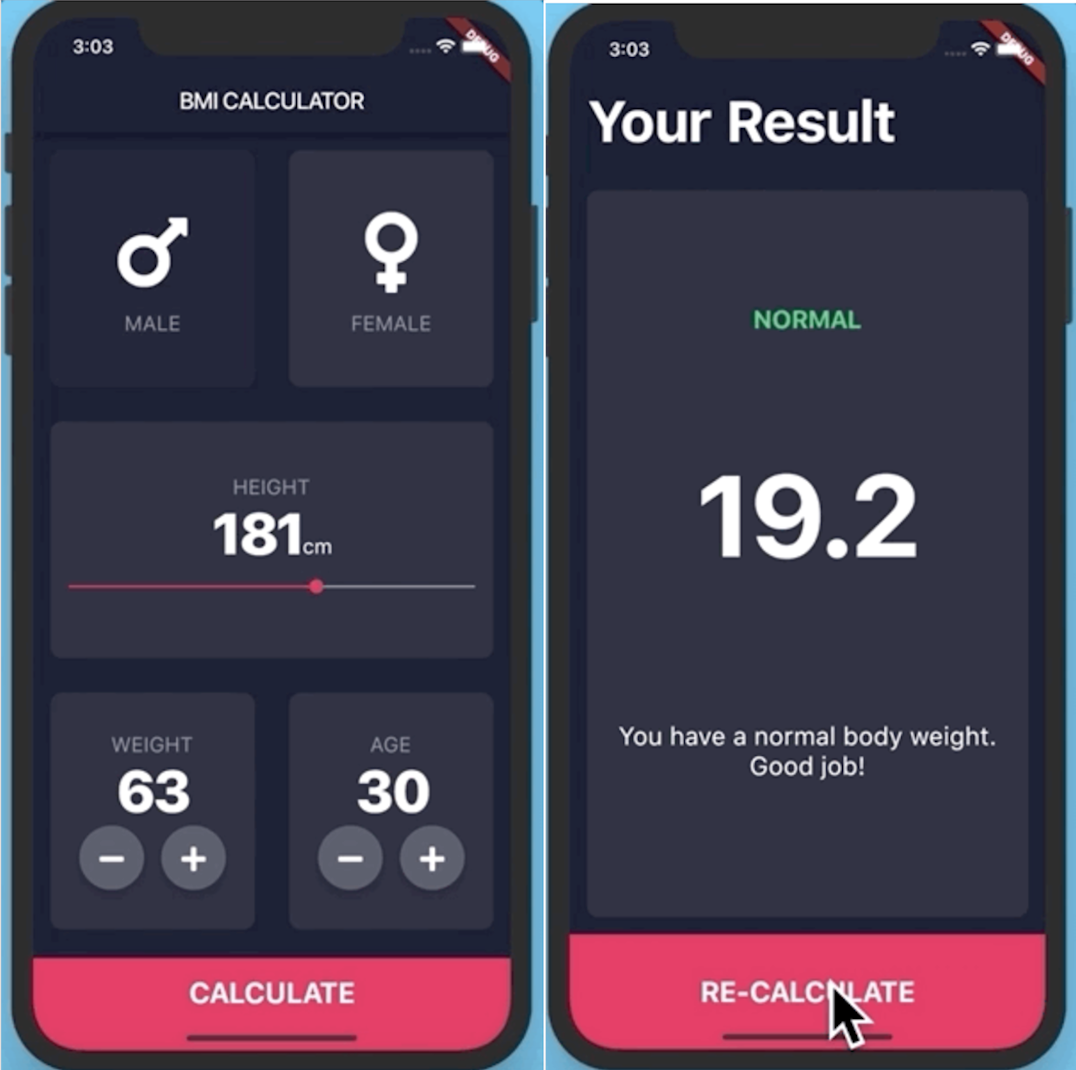 3:03
DEBUG
BMI CALCULATOR
MALE
FEMALE
HEIGHT
181cm
WEIGHT
63
AGE
30
CALCULATE
3:03
DEBUG
Your Result
NORMAL
19.2
You have a normal body weight.
Good job!
RE-CALCULATE